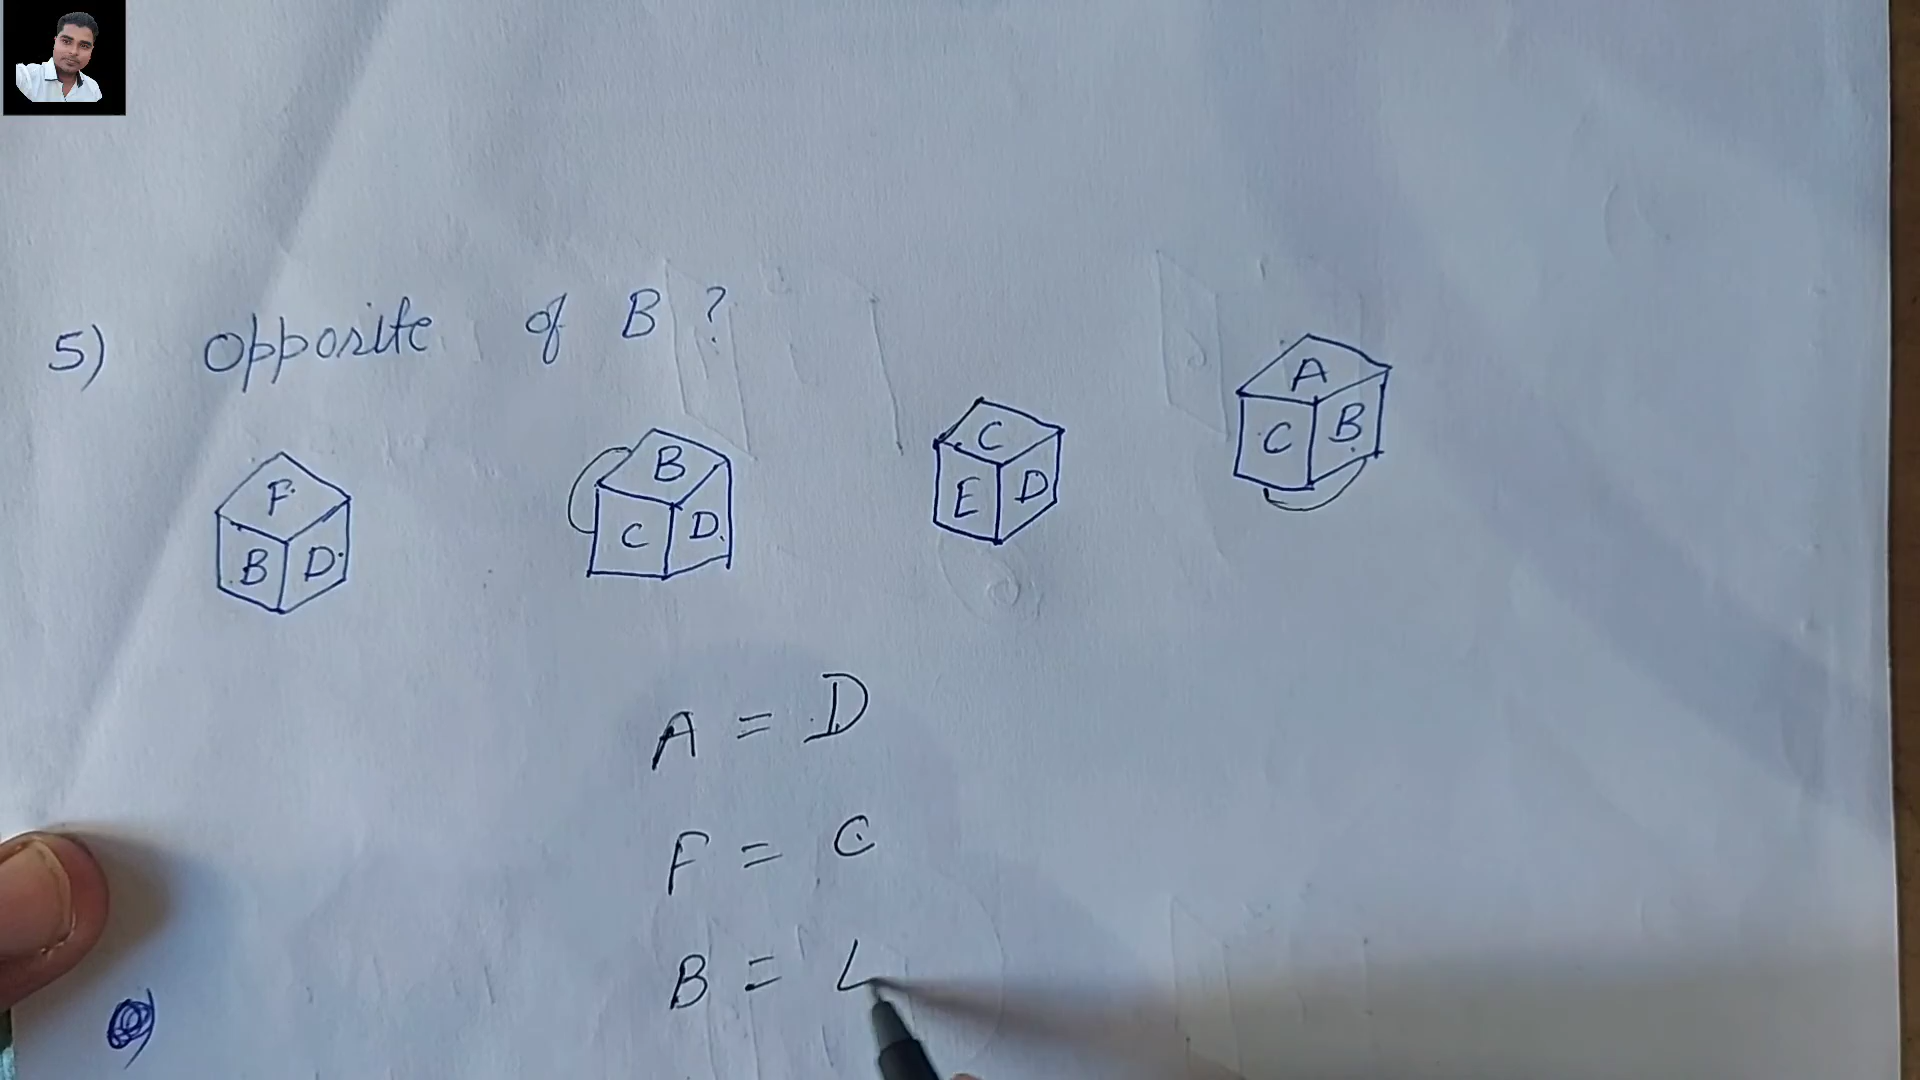 5) opposite of B ?
F
B D
B
C D
C
E D
A
C B
A = D
F = C
B =